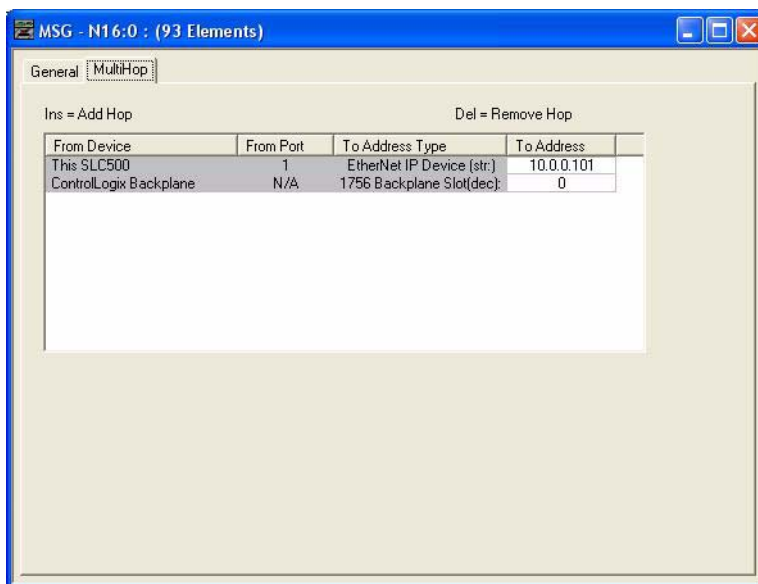 MSG - N16:0 : (93 Elements)
General MultiHop
Ins = Add Hop Del = Remove Hop
From Device From Port To Address Type To Address
This SLC500 1 EtherNet IP Device (str:) 10.0.0.101
ControlLogix Backplane N/A 1756 Backplane Slot(dec): 0